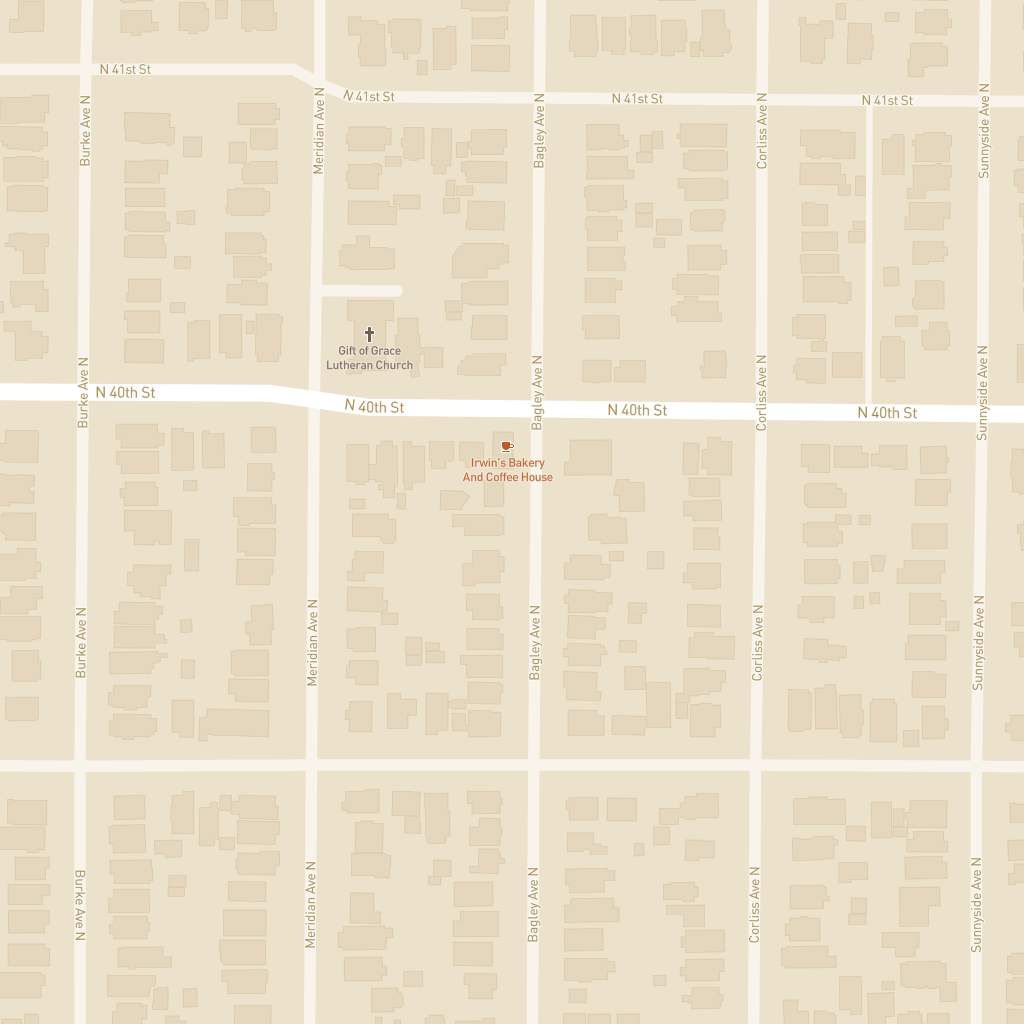 N 41st St
N 41st St
N 41st St
N 41st St
Burke Ave N
Meridian Ave N
Bagley Ave N
Corliss Ave N
Sunnyside Ave N
Gift of Grace
Lutheran Church
Burke Ave N
Bagley Ave N
Corliss Ave N
Sunnyside Ave N
N 40th St
N 40th St
N 40th St
N 40th St
Irwin's Bakery
And Coffee House
Burke Ave N
Meridian Ave N
Bagley Ave N
Corliss Ave N
Sunnyside Ave N
Burke Ave N
Meridian Ave N
Bagley Ave N
Corliss Ave N
Sunnyside Ave N